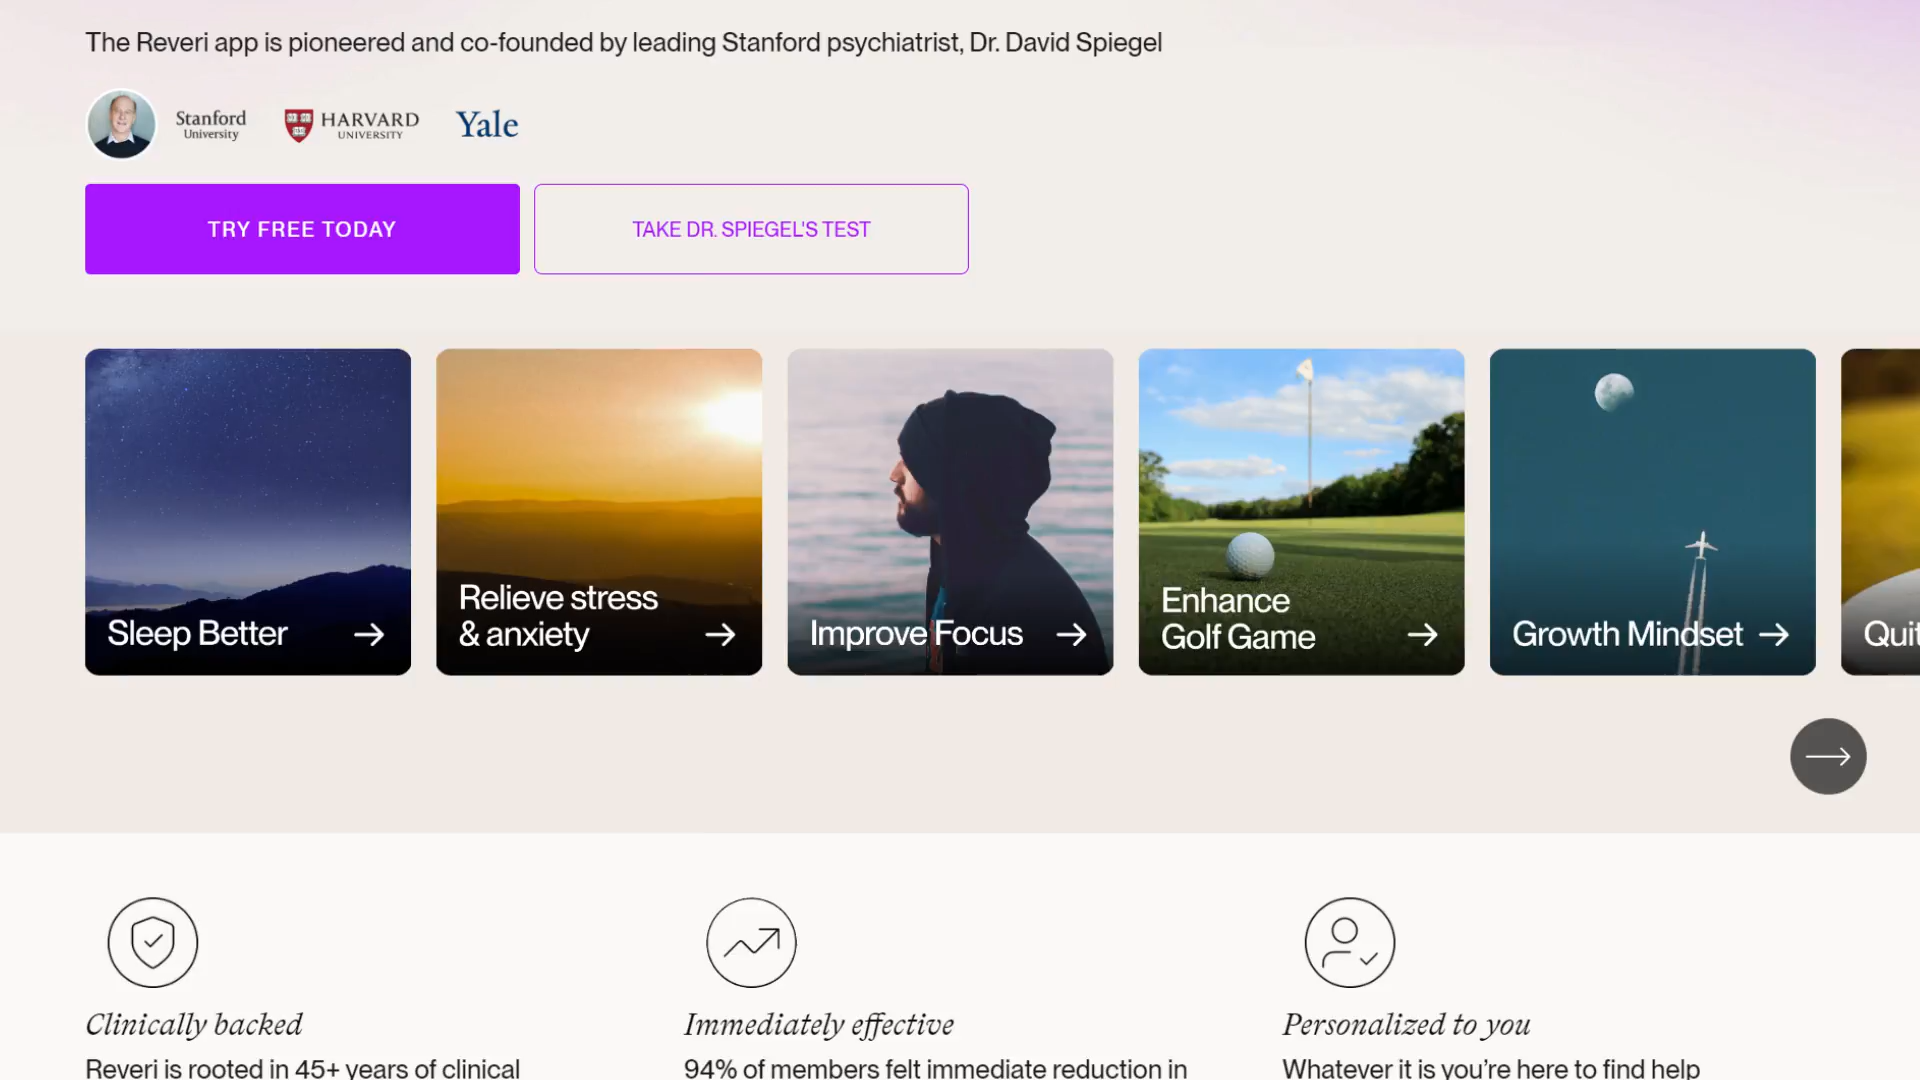 The Reveri app is pioneered and co-founded by leading Stanford psychiatrist, Dr. David Spiegel
Stanford
University
HARVARD
UNIVERSITY
Yale
TRY FREE TODAY
TAKE DR. SPIEGEL'S TEST
Sleep Better
Relieve stress
& anxiety
Improve Focus
Enhance
Golf Game
Growth Mindset
Quit
Clinically backed
Reveri is rooted in 45+ years of clinical
Immediately effective
94% of members felt immediate reduction in
Personalized to you
Whatever it is you’re here to find help